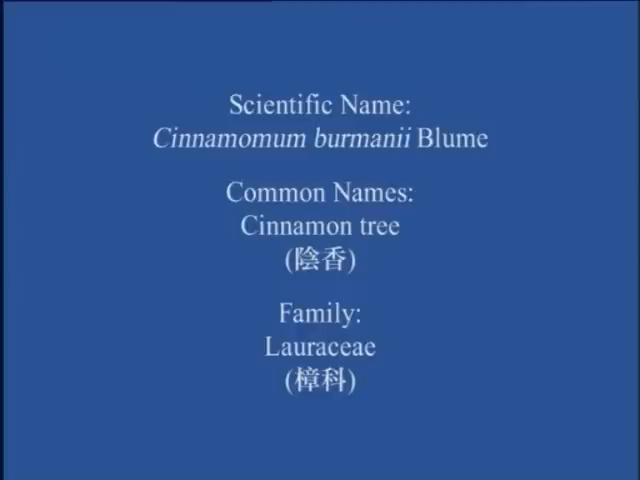 Scientific Name:
Cinnamomum burmanii Blume
Common Names:
Cinnamon tree
(陰香)
Family:
Lauraceae
(樟科)